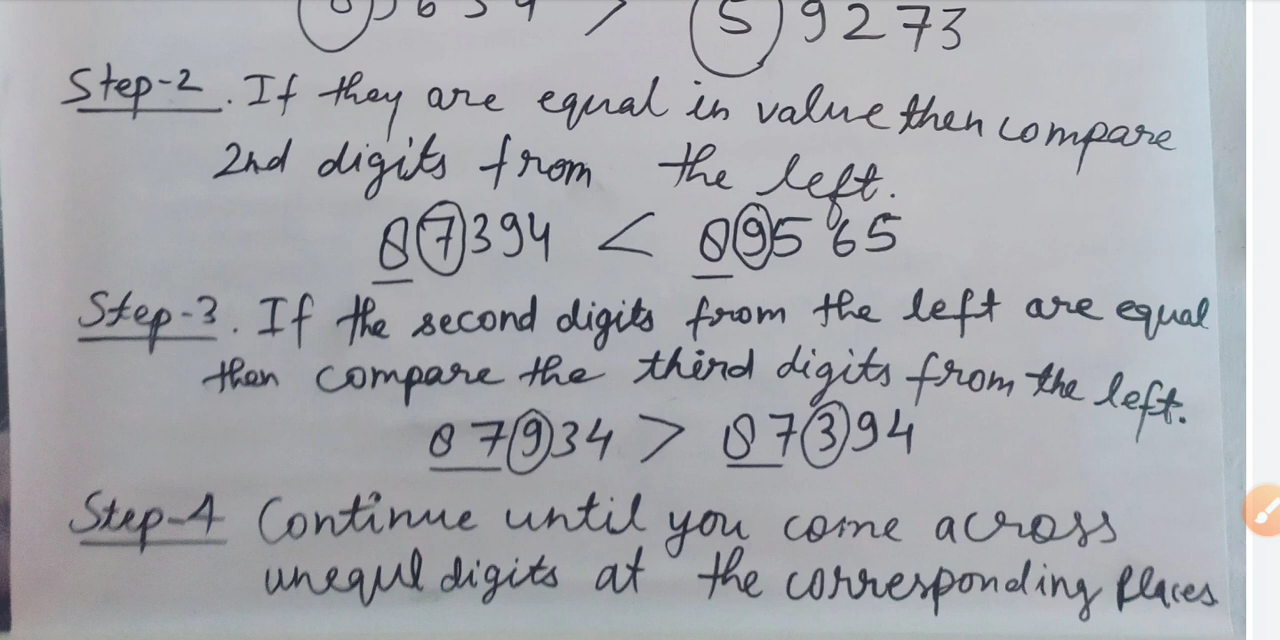 > 59273
Step-2. If they are equal in value then compare
2nd digits from the left.
87394 < 89565
Step-3. If the second digits from the left are equal
then compare the third digits from the left.
87934 > 87394
Step-4 Continue until you come across
unequl digits at the corresponding places